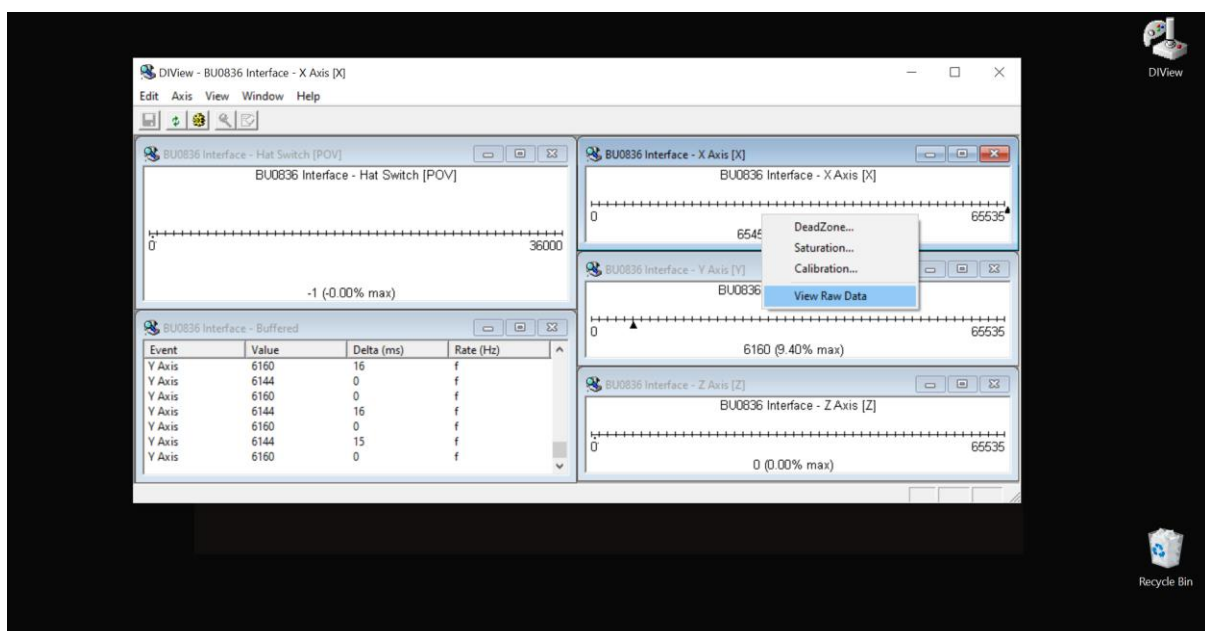 DIView
DIView - BU0836 Interface - X Axis [X]
Edit Axis View Window Help
BU0836 Interface - Hat Switch [POV]
BU0836 Interface - Hat Switch [POV]
0 36000
-1 (-0.00% max)
BU0836 Interface - Buffered
Event Value Delta (ms) Rate (Hz)
Y Axis 6160 16 f
Y Axis 6144 0 f
Y Axis 6160 0 f
Y Axis 6144 16 f
Y Axis 6160 0 f
Y Axis 6144 15 f
Y Axis 6160 0 f
BU0836 Interface - X Axis [X]
BU0836 Interface - X Axis [X]
0 65535
6545
DeadZone...
Saturation...
Calibration...
View Raw Data
BU0836 Interface - Y Axis [Y]
BU0836
0 65535
6160 (9.40% max)
BU0836 Interface - Z Axis [Z]
BU0836 Interface - Z Axis [Z]
0 65535
0 (0.00% max)
Recycle Bin